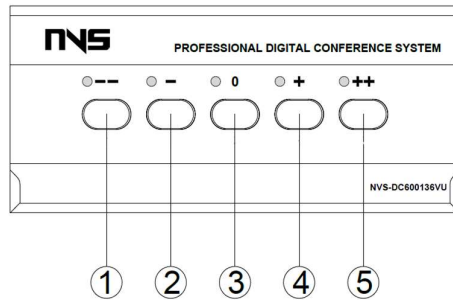 NVS
PROFESSIONAL DIGITAL CONFERENCE SYSTEM
-- - 0 + ++
NVS-DC600136VU
1 2 3 4 5